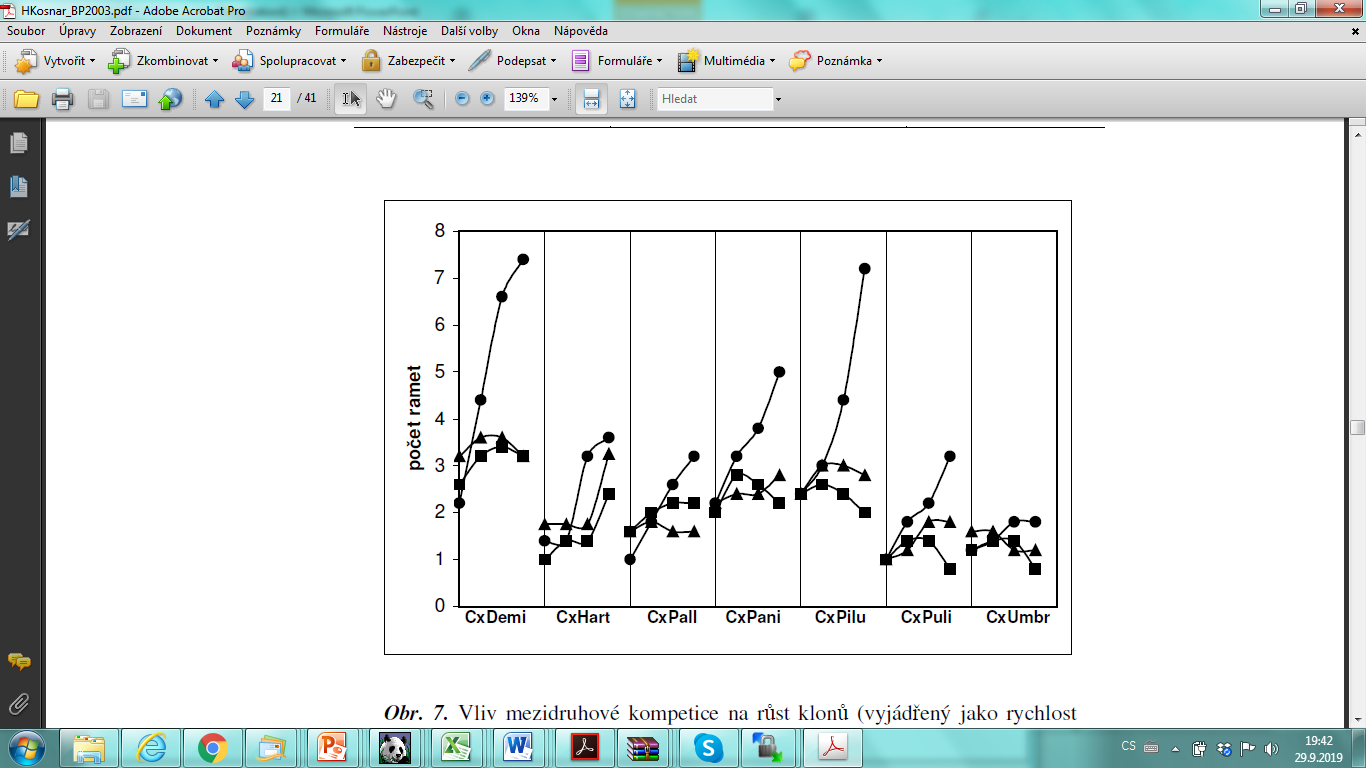 HKosnar_BP2003.pdf - Adobe Acrobat Pro
Soubor Úpravy Zobrazení Dokument Poznámky Formuláře Nástroje Další volby Okna Nápověda
Vytvořit Zkombinovat Spolupracovat Zabezpečit Podepsat Formuláře Multimédia Poznámka
21 / 41 139% Hledat
8
7
6
5
4
3
2
1
0
počet ramet
CxDemi CxHart CxPall CxPani CxPilu CxPuli CxUmbr
Obr. 7. Vliv mezidruhové kompetice na růst klonů (vyjádřený jako rychlost
CS 19:42
29.9.2019